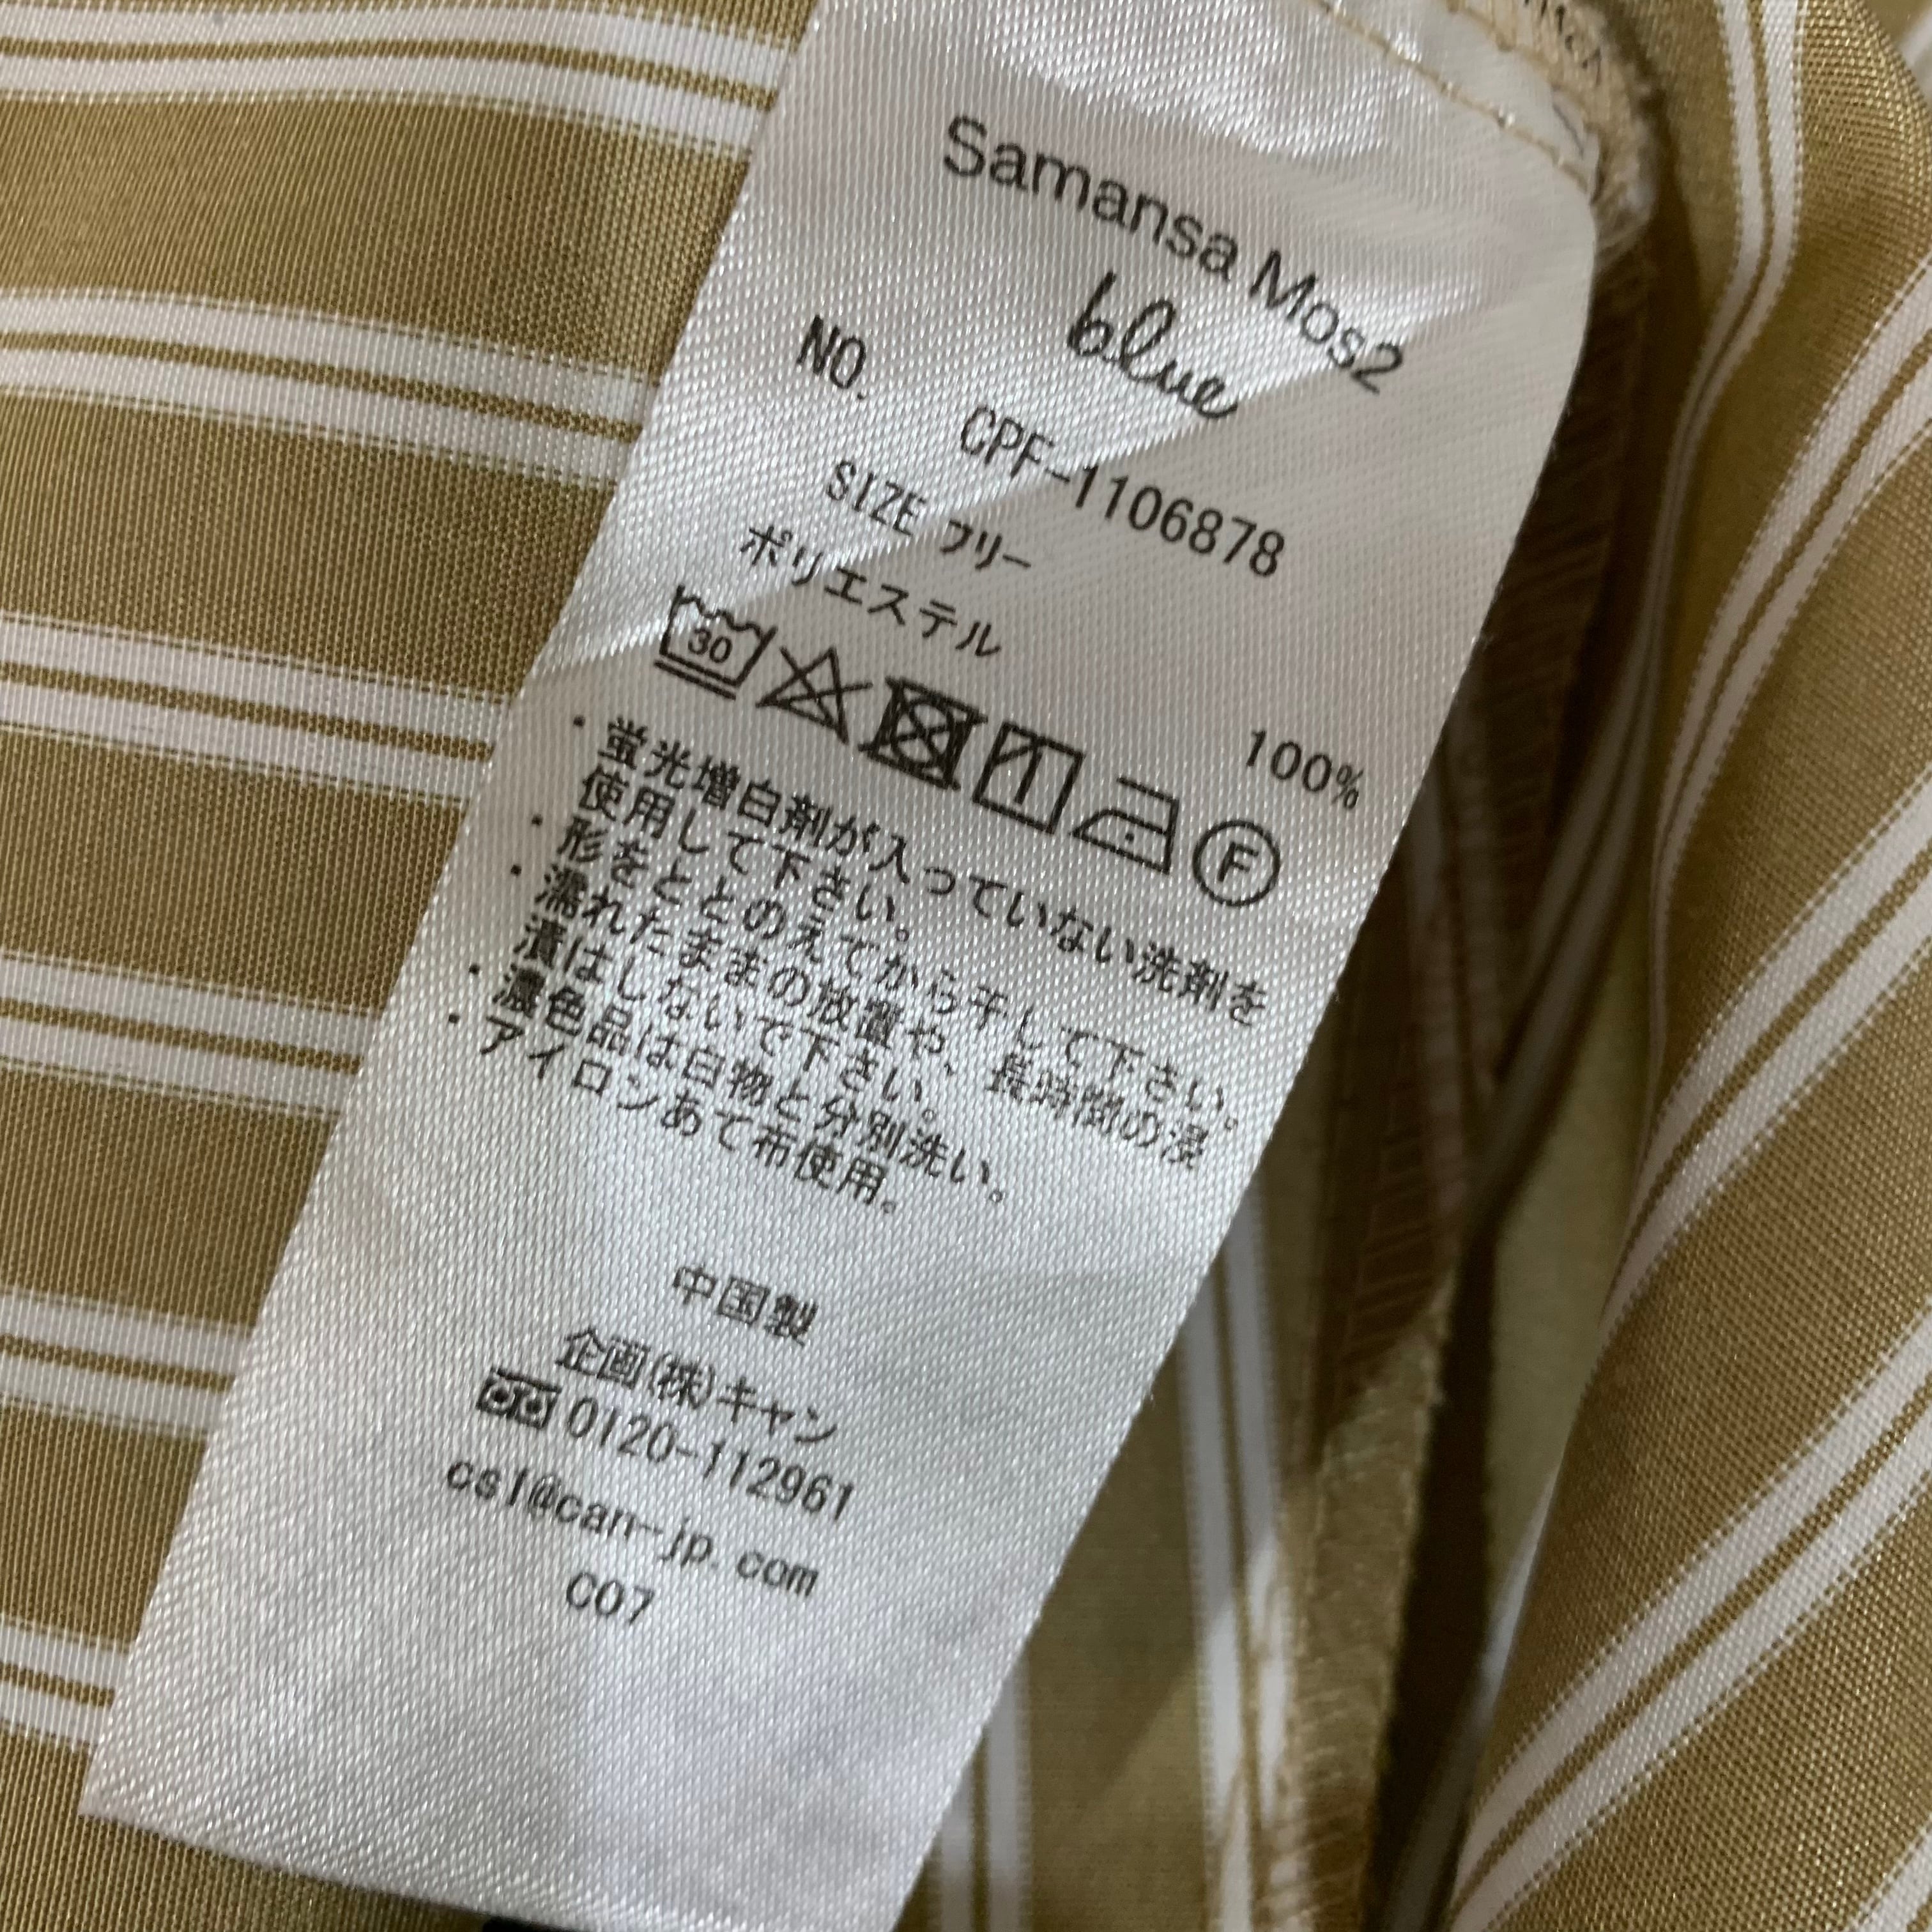 Samansa Mos2
blue
NO. CPF-1106878
SIZE フリー
ポリエステル 100%
30
F
・蛍光増白剤が入っていない洗剤を
使用して下さい。
・形をととのえてから干して下さい。
・濡れたままの放置や、長時間の浸
漬はしないで下さい。
・濃色品は白物と分別洗い。
・アイロンあて布使用。
中国製
企画(株)キャン
0120-112961
csl@can-jp.com
C07